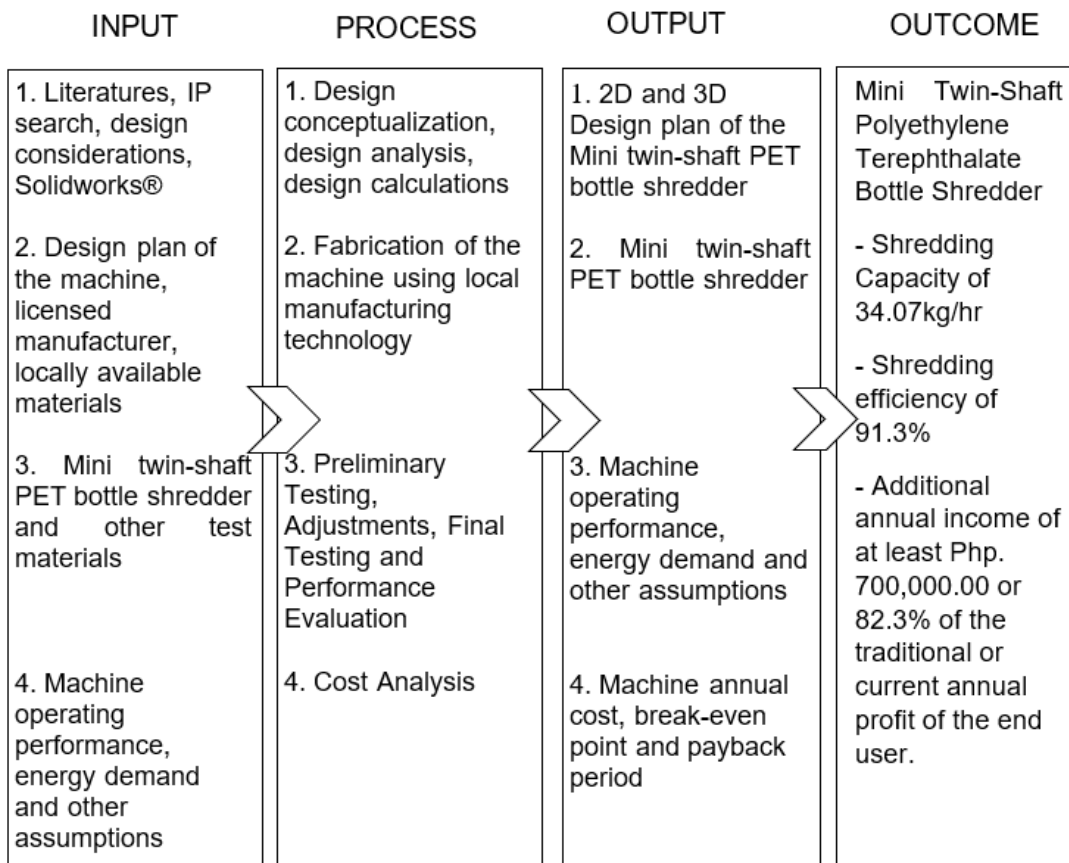 INPUT
1. Literatures, IP
search, design
considerations,
Solidworks®
2. Design plan of
the machine,
licensed
manufacturer,
locally available
materials
3. Mini twin-shaft
PET bottle shredder
and other test
materials
4. Machine
operating
performance,
energy demand
and other
assumptions
PROCESS
1. Design
conceptualization,
design analysis,
design calculations
2. Fabrication of the
machine using local
manufacturing
technology
3. Preliminary
Testing,
Adjustments, Final
Testing and
Performance
Evaluation
4. Cost Analysis
OUTPUT
1. 2D and 3D
Design plan of the
Mini twin-shaft PET
bottle shredder
2. Mini twin-shaft
PET bottle shredder
3. Machine
operating
performance,
energy demand and
other assumptions
4. Machine annual
cost, break-even
point and payback
period
OUTCOME
Mini Twin-Shaft
Polyethylene
Terephthalate
Bottle Shredder
- Shredding
Capacity of
34.07kg/hr
- Shredding
efficiency of
91.3%
- Additional
annual income of
at least Php.
700,000.00 or
82.3% of the
traditional or
current annual
profit of the end
user.